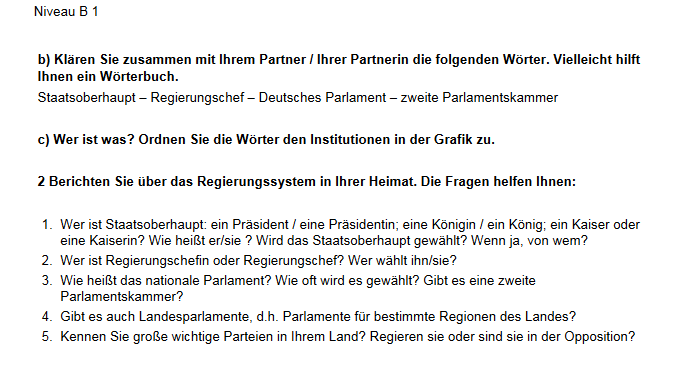 Niveau B 1
b) Klären Sie zusammen mit Ihrem Partner / Ihrer Partnerin die folgenden Wörter. Vielleicht hilft
Ihnen ein Wörterbuch.
Staatsoberhaupt – Regierungschef – Deutsches Parlament – zweite Parlamentskammer
c) Wer ist was? Ordnen Sie die Wörter den Institutionen in der Grafik zu.
2 Berichten Sie über das Regierungssystem in Ihrer Heimat. Die Fragen helfen Ihnen:
1. Wer ist Staatsoberhaupt: ein Präsident / eine Präsidentin; eine Königin / ein König; ein Kaiser oder
eine Kaiserin? Wie heißt er/sie ? Wird das Staatsoberhaupt gewählt? Wenn ja, von wem?
2. Wer ist Regierungschefin oder Regierungschef? Wer wählt ihn/sie?
3. Wie heißt das nationale Parlament? Wie oft wird es gewählt? Gibt es eine zweite
Parlamentskammer?
4. Gibt es auch Landesparlamente, d.h. Parlamente für bestimmte Regionen des Landes?
5. Kennen Sie große wichtige Parteien in Ihrem Land? Regieren sie oder sind sie in der Opposition?